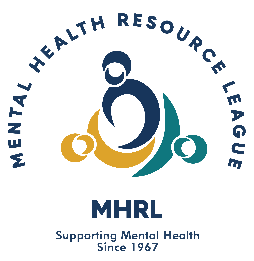 MENTAL HEALTH RESOURCE LEAGUE
MHRL
Supporting Mental Health
Since 1967